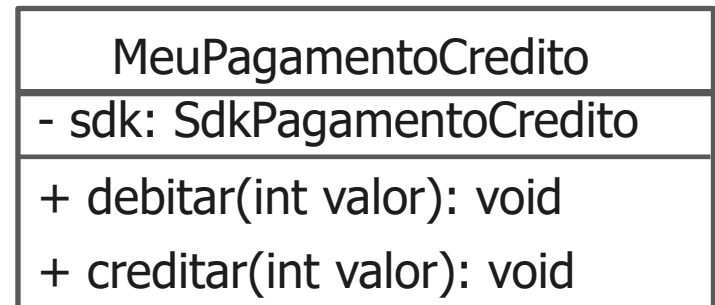 MeuPagamentoCredito
- sdk: SdkPagamentoCredito
+ debitar(int valor): void
+ creditar(int valor): void